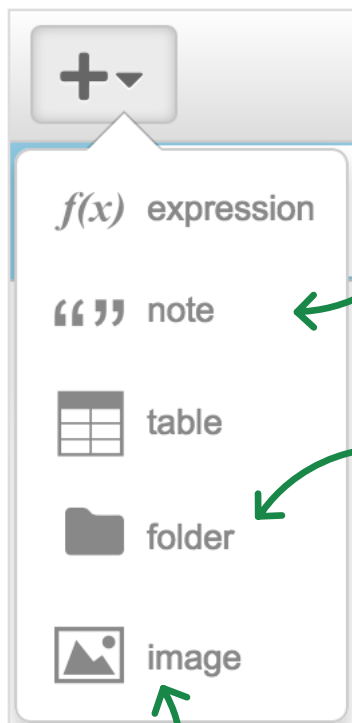 f(x) expression
“ ” note
table
folder
image